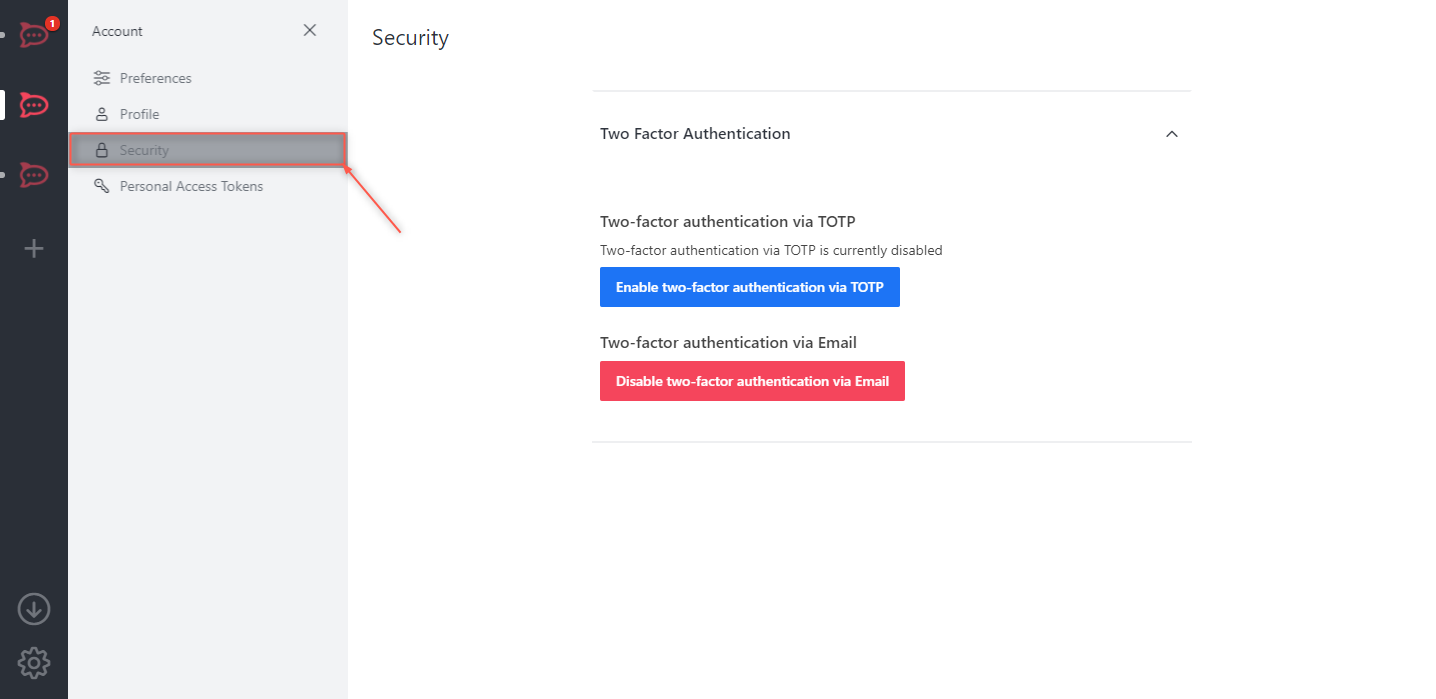 1
Account
Preferences
Profile
Security
Personal Access Tokens
Security
Two Factor Authentication
Two-factor authentication via TOTP
Two-factor authentication via TOTP is currently disabled
Enable two-factor authentication via TOTP
Two-factor authentication via Email
Disable two-factor authentication via Email